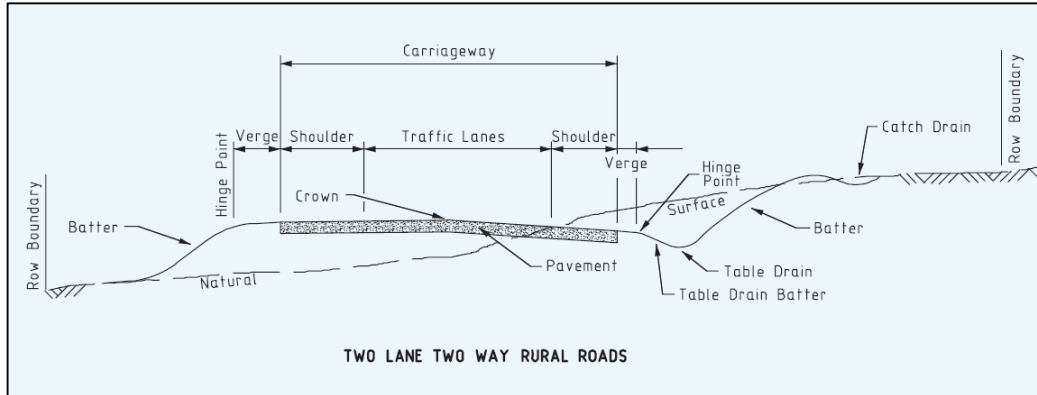 Carriageway
Verge
Shoulder
Traffic Lanes
Shoulder
Verge
Hinge Point
Crown
Hinge
Point
Catch Drain
Row Boundary
Row Boundary
Batter
Surface
Batter
Natural
Pavement
Table Drain
Table Drain Batter
TWO LANE TWO WAY RURAL ROADS